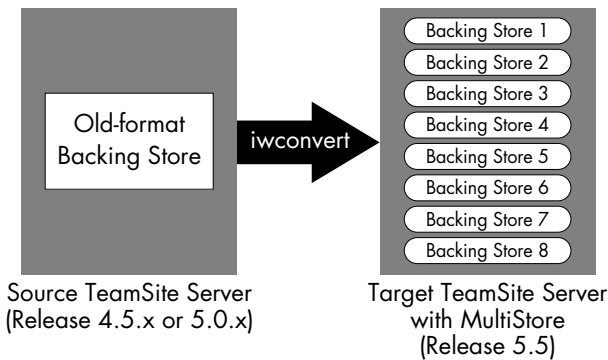 Old-format
Backing Store
iwconvert
Backing Store 1
Backing Store 2
Backing Store 3
Backing Store 4
Backing Store 5
Backing Store 6
Backing Store 7
Backing Store 8
Source TeamSite Server
(Release 4.5.x or 5.0.x)
Target TeamSite Server
with MultiStore
(Release 5.5)